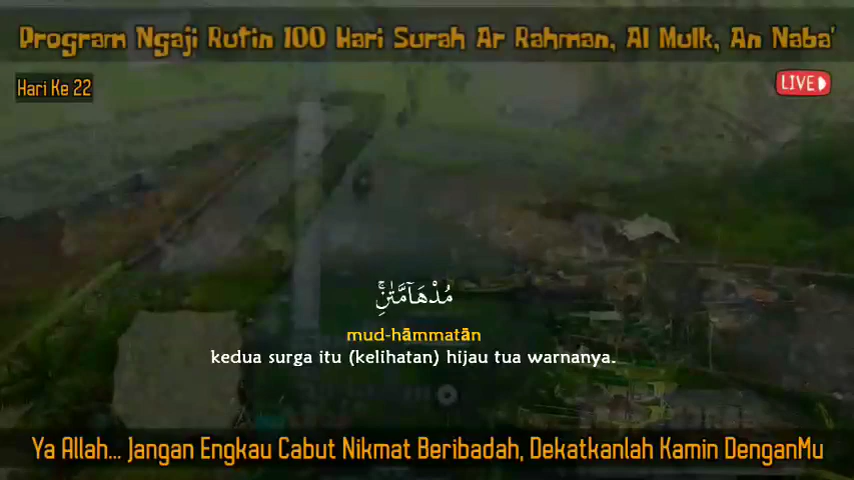 Program Ngaji Rutin 100 Hari Surah Ar Rahman, Al Mulk, An Naba'
Hari Ke 22
LIVE
مُدْهَاۤمَّتٰنِۚ
mud-hāmmatān
kedua surga itu (kelihatan) hijau tua warnanya.
Ya Allah... Jangan Engkau Cabut Nikmat Beribadah, Dekatkanlah Kamin DenganMu